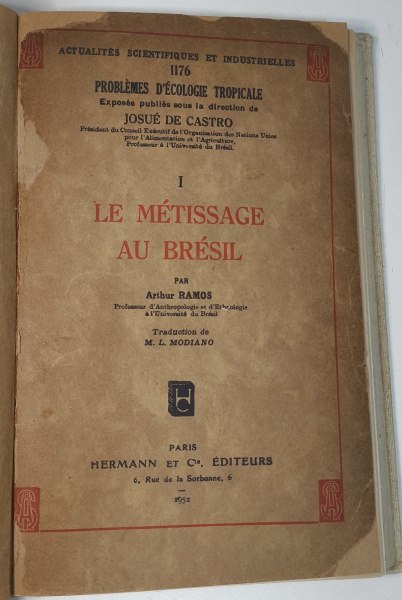 ACTUALITÉS SCIENTIFIQUES ET INDUSTRIELLES
1176
PROBLÈMES D'ÉCOLOGIE TROPICALE
Exposés publiés sous la direction de
JOSUÉ DE CASTRO
Président du Conseil Exécutif de l'Organisation des Nations Unies
pour l'Alimentation et l'Agriculture,
Professeur à l'Université du Brésil.
I
LE MÉTISSAGE
AU BRÉSIL
PAR
Arthur RAMOS
Professeur d'Anthropologie et d'Ethnologie
à l'Université du Brésil
Traduction de
M. L. MODIANO
HC
PARIS
HERMANN ET Cie, ÉDITEURS
6, Rue de la Sorbonne, 6
1952